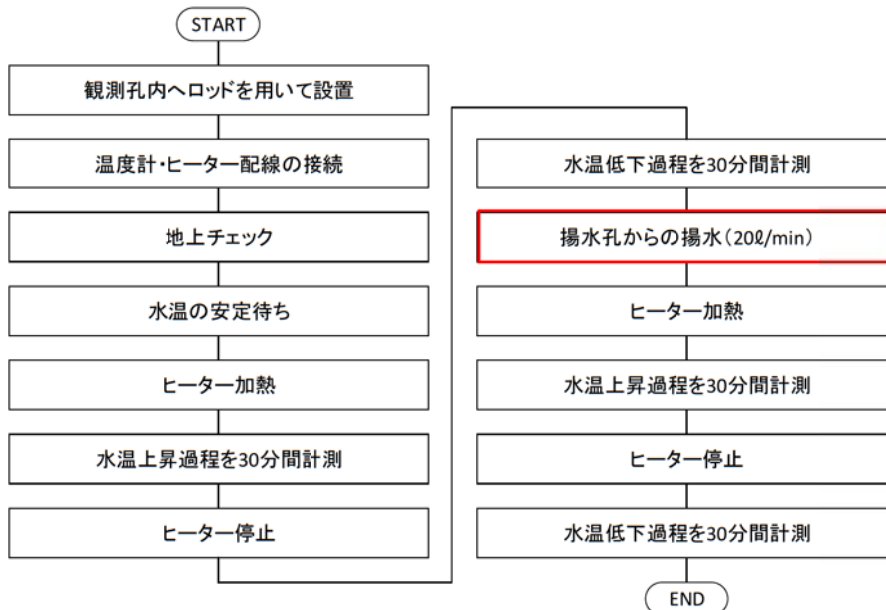 START
観測孔内へロッドを用いて設置
温度計・ヒーター配線の接続
地上チェック
水温の安定待ち
ヒーター加熱
水温上昇過程を30分間計測
ヒーター停止
水温低下過程を30分間計測
揚水孔からの揚水(20ℓ/min)
ヒーター加熱
水温上昇過程を30分間計測
ヒーター停止
水温低下過程を30分間計測
END